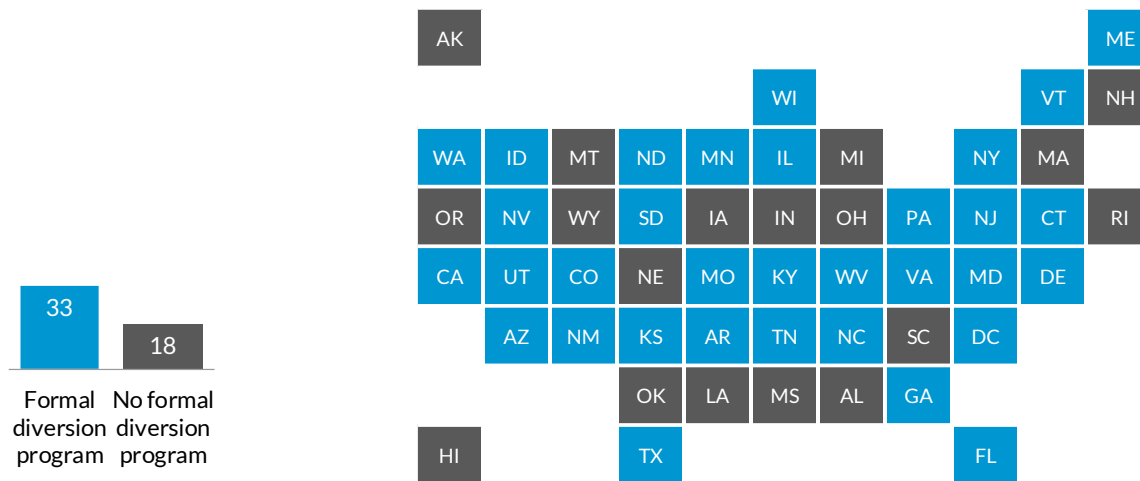 AK ME
WI VT NH
WA ID MT ND MN IL MI NY MA
OR NV WY SD IA IN OH PA NJ CT RI
CA UT CO NE MO KY WV VA MD DE
AZ NM KS AR TN NC SC DC
OK LA MS AL GA
HI TX FL
33
18
Formal
diversion
program
No formal
diversion
program